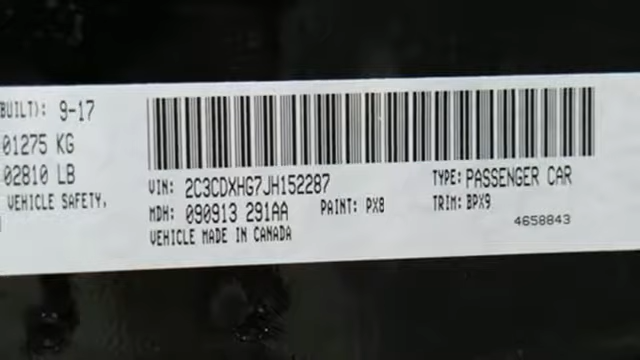 BUILT): 9-17
01275 KG
02810 LB
VEHICLE SAFETY,
VIN: 2C3CDXHG7JH152287
TYPE: PASSENGER CAR
MDH: 090913 291AA
PAINT: PX8
TRIM: BPX9
VEHICLE MADE IN CANADA
4658843